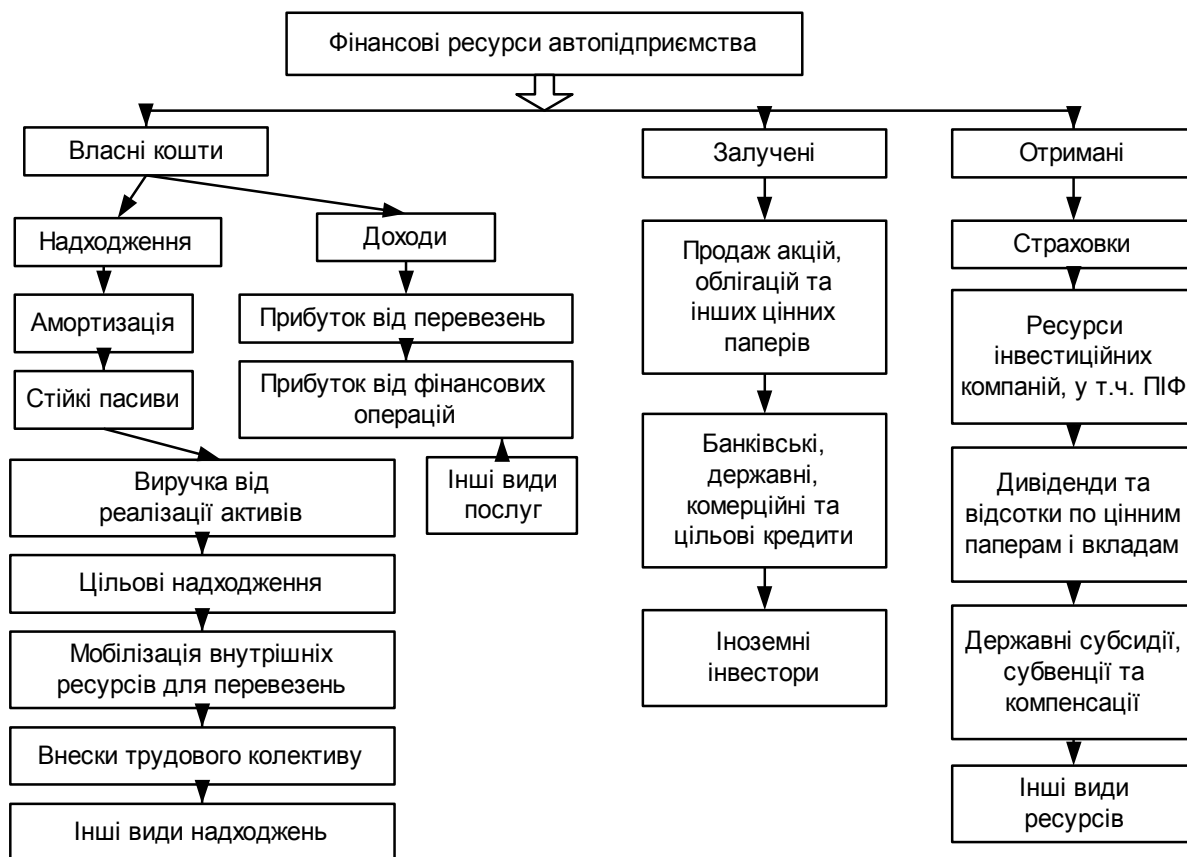 Фінансові ресурси автопідприємства
Власні кошти
Залучені
Отримані
Надходження
Доходи
Амортизація
Прибуток від перевезень
Стійкі пасиви
Прибуток від фінансових
операцій
Інші види
послуг
Виручка від
реалізації активів
Цільові надходження
Мобілізація внутрішніх
ресурсів для перевезень
Внески трудового колективу
Інші види надходжень
Продаж акцій,
облігацій та
інших цінних
паперів
Банківські,
державні,
комерційні та
цільові кредити
Іноземні
інвестори
Страховки
Ресурси
інвестиційних
компаній, у т.ч. ПІФ
Дивіденди та
відсотки по цінним
паперам і вкладам
Державні субсидії,
субвенції та
компенсації
Інші види
ресурсів